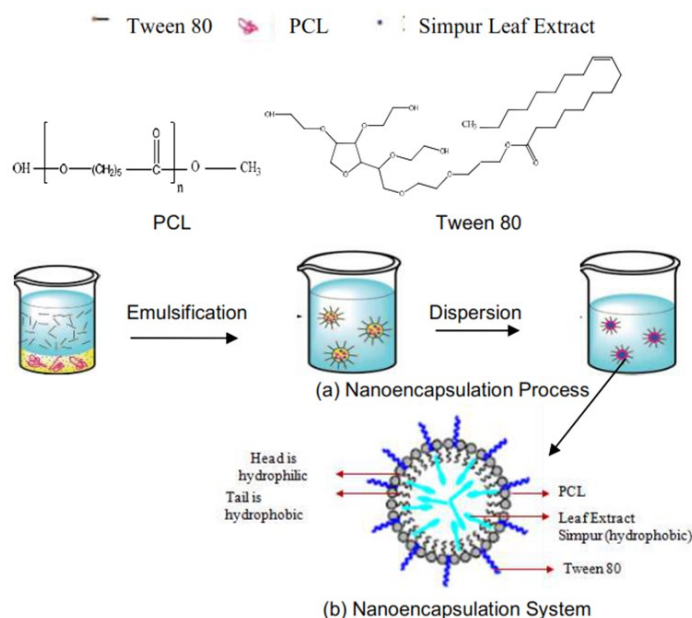 Tween 80 PCL Simpur Leaf Extract
OH O (CH₂)₅ C O n O CH₃
PCL
OH OH OH O O O O O O O O CH₃
Tween 80
Emulsification
Dispersion
(a) Nanoencapsulation Process
Head is
hydrophilic
Tail is
hydrophobic
PCL
Leaf Extract
Simpur (hydrophobic)
Tween 80
(b) Nanoencapsulation System